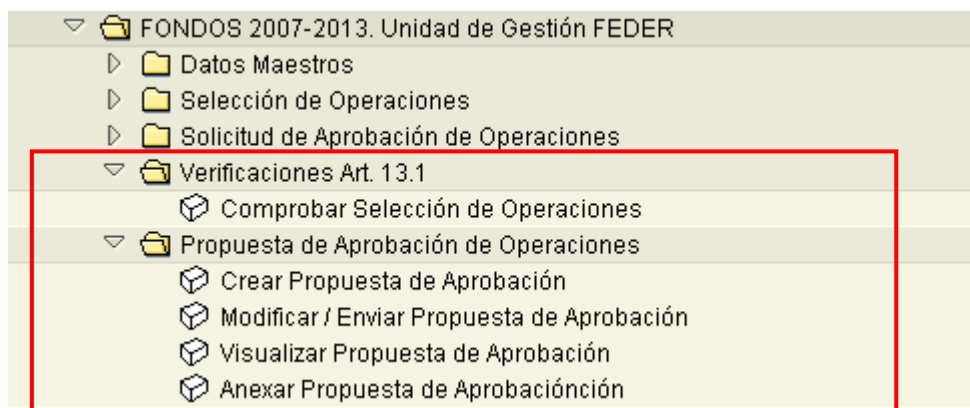 FONDOS 2007-2013. Unidad de Gestión FEDER
Datos Maestros
Selección de Operaciones
Solicitud de Aprobación de Operaciones
Verificaciones Art. 13.1
Comprobar Selección de Operaciones
Propuesta de Aprobación de Operaciones
Crear Propuesta de Aprobación
Modificar / Enviar Propuesta de Aprobación
Visualizar Propuesta de Aprobación
Anexar Propuesta de Aprobaciónción